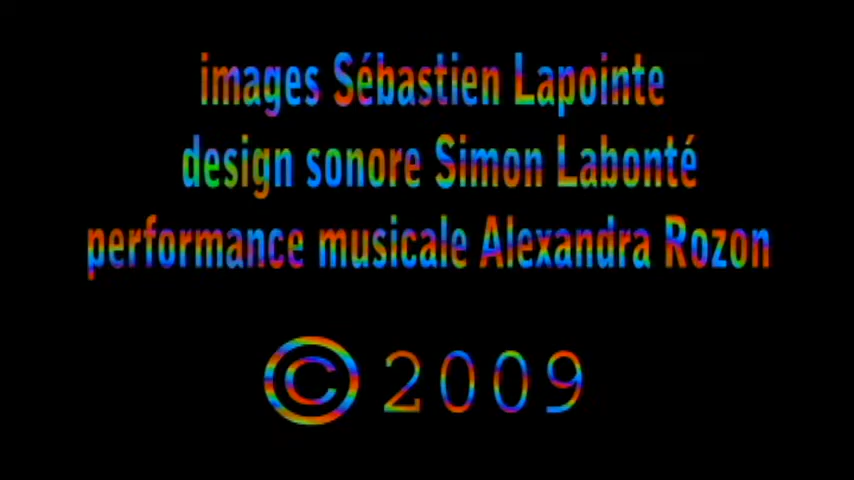 images Sébastien Lapointe
design sonore Simon Labonté
performance musicale Alexandra Rozon
© 2009